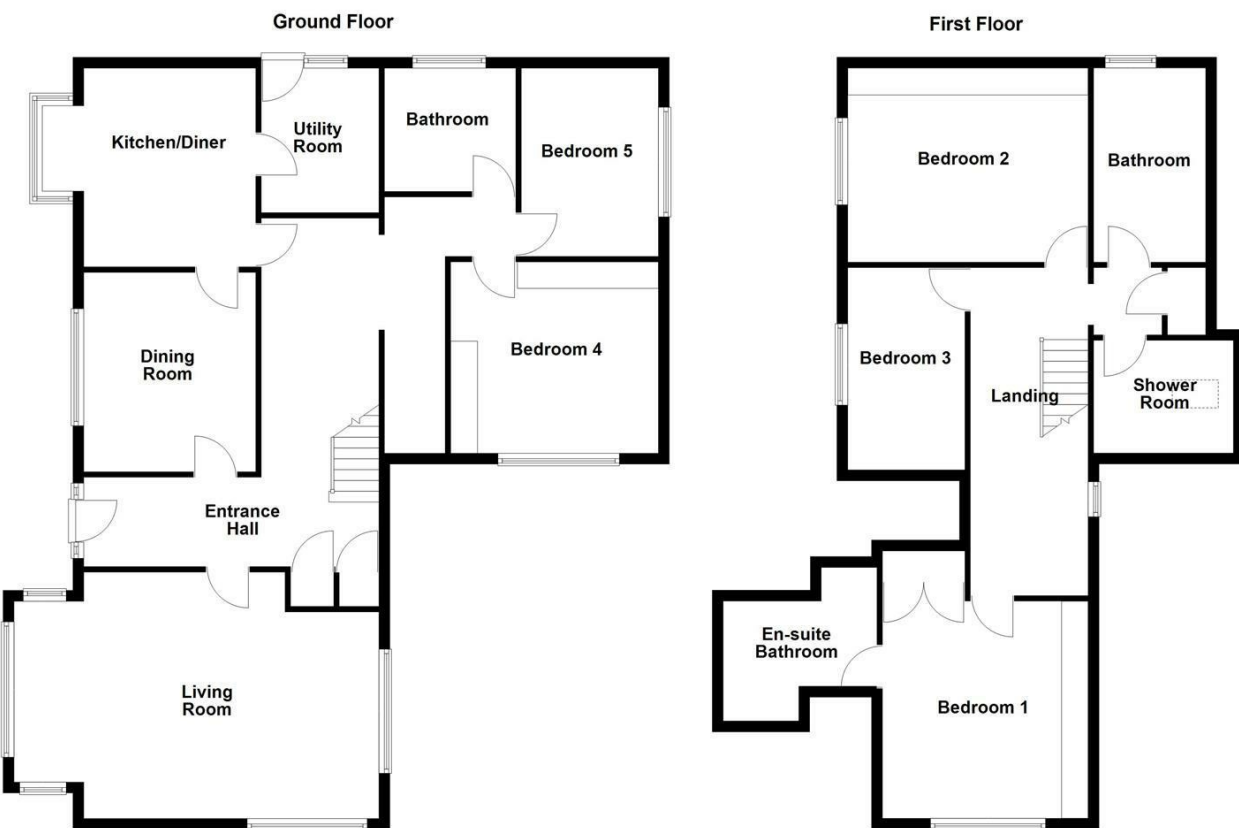 Ground Floor
Kitchen/Diner
Utility
Room
Bathroom
Bedroom 5
Dining
Room
Bedroom 4
Entrance
Hall
Living
Room
First Floor
Bedroom 2
Bathroom
Bedroom 3
Landing
Shower
Room
En-suite
Bathroom
Bedroom 1